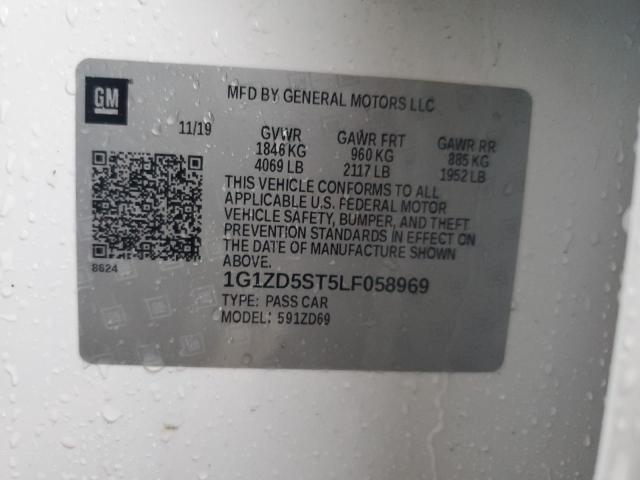 GM
MFD BY GENERAL MOTORS LLC
11/19 GVWR GAWR FRT GAWR RR
1846 KG 960 KG 885 KG
4069 LB 2117 LB 1952 LB
THIS VEHICLE CONFORMS TO ALL
APPLICABLE U.S. FEDERAL MOTOR
VEHICLE SAFETY, BUMPER, AND THEFT
PREVENTION STANDARDS IN EFFECT ON
THE DATE OF MANUFACTURE SHOWN
ABOVE.
8624
1G1ZD5ST5LF058969
TYPE: PASS CAR
MODEL: 591ZD69